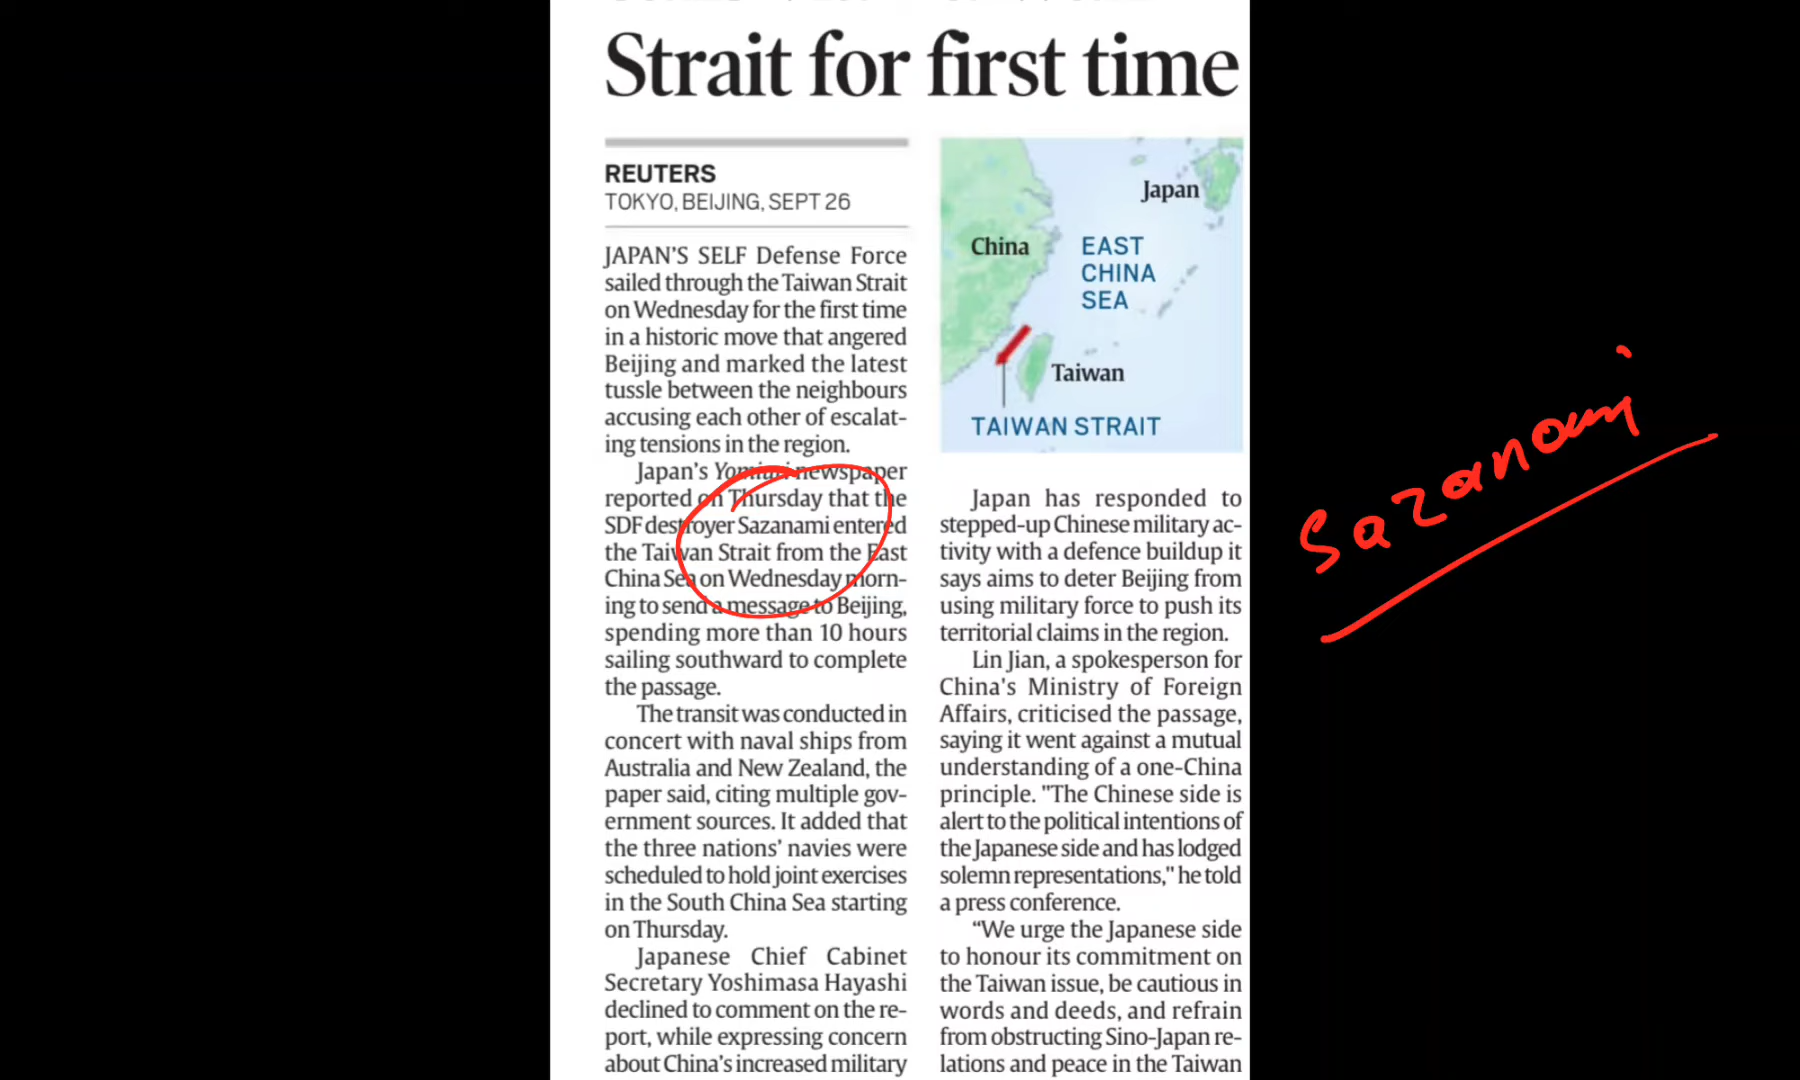 Strait for first time
REUTERS
TOKYO, BEIJING, SEPT 26
JAPAN'S SELF Defense Force
sailed through the Taiwan Strait
on Wednesday for the first time
in a historic move that angered
Beijing and marked the latest
tussle between the neighbours
accusing each other of escalat-
ing tensions in the region.
Japan's newspaper
reported on Thursday that the
SDF destroyer Sazanami entered
the Taiwan Strait from the East
China Sea on Wednesday morn-
ing to send a message to Beijing,
spending more than 10 hours
sailing southward to complete
the passage.
The transit was conducted in
concert with naval ships from
Australia and New Zealand, the
paper said, citing multiple gov-
ernment sources. It added that
the three nations' navies were
scheduled to hold joint exercises
in the South China Sea starting
on Thursday.
Japanese Chief Cabinet
Secretary Yoshimasa Hayashi
declined to comment on the re-
port, while expressing concern
about China's increased military
Japan
China
EAST
CHINA
SEA
Taiwan
TAIWAN STRAIT
Japan has responded to
stepped-up Chinese military ac-
tivity with a defence buildup it
says aims to deter Beijing from
using military force to push its
territorial claims in the region.
Lin Jian, a spokesperson for
China's Ministry of Foreign
Affairs, criticised the passage,
saying it went against a mutual
understanding of a one-China
principle. "The Chinese side is
alert to the political intentions of
the Japanese side and has lodged
solemn representations," he told
a press conference.
“We urge the Japanese side
to honour its commitment on
the Taiwan issue, be cautious in
words and deeds, and refrain
from obstructing Sino-Japan re-
lations and peace in the Taiwan
Sazanomi